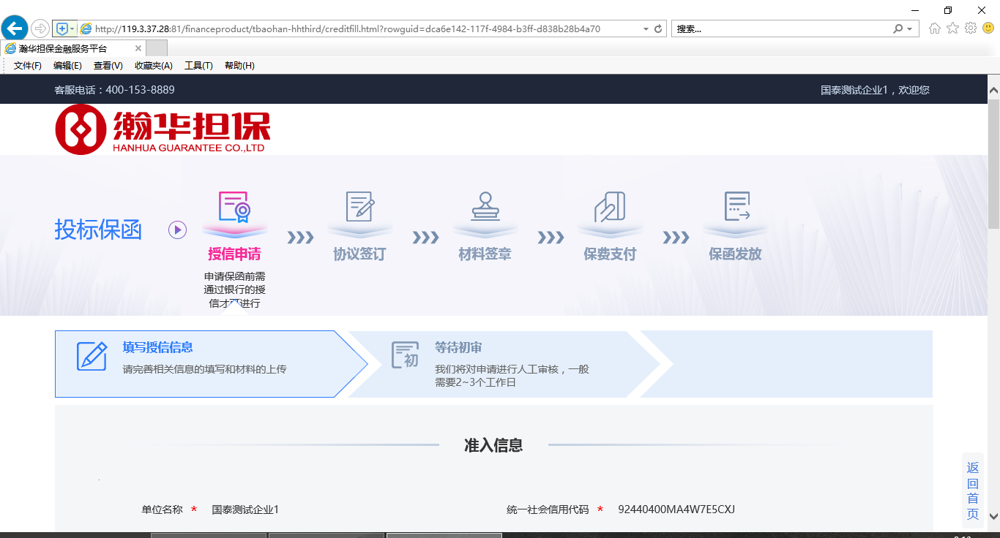 http://119.3.37.28:81/financeproduct/tbaohan-hhthird/creditfill.html?rowguid=dca6e142-117f-4984-b3ff-d838b28b4a70
搜索...
瀚华担保金融服务平台
文件(F) 编辑(E) 查看(V) 收藏夹(A) 工具(T) 帮助(H)
客服电话：400-153-8889
国泰测试企业1，欢迎您
瀚华担保
HANHUA GUARANTEE CO.,LTD
投标保函
授信申请
协议签订
材料签章
保费支付
保函发放
申请保函前需
通过银行的授
信才可进行
填写授信信息
请完善相关信息的填写和材料的上传
初
等待初审
我们将对申请进行人工审核，一般
需要2~3个工作日
准入信息
单位名称 * 国泰测试企业1
统一社会信用代码 * 92440400MA4W7E5CXJ
返
回
首
页